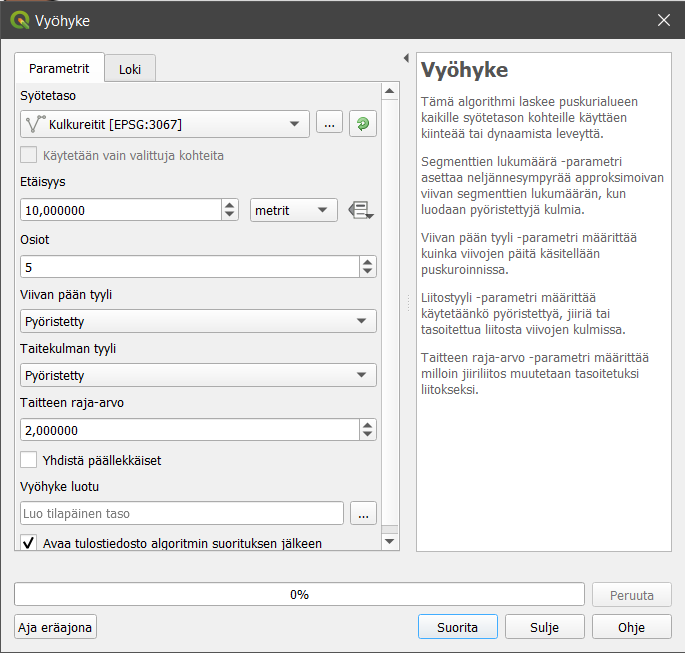 Vyöhyke
Parametrit
Loki
Syötetaso
Kulkureitit [EPSG:3067]
...
Käytetään vain valittuja kohteita
Etäisyys
10,000000
metrit
Osiot
5
Viivan pään tyyli
Pyöristetty
Taitekulman tyyli
Pyöristetty
Taitteen raja-arvo
2,000000
Yhdistä päällekkäiset
Vyöhyke luotu
Luo tilapäinen taso
...
Avaa tulostiedosto algoritmin suorituksen jälkeen
Vyöhyke
Tämä algorithmi laskee puskurialueen
kaikille syötetason kohteille käyttäen
kiinteää tai dynaamista leveyttä.
Segmenttien lukumäärä -parametri
asettaa neljännesympyrää approksimoivan
viivan segmenttien lukumäärän, kun
luodaan pyöristettyjä kulmia.
Viivan pään tyyli -parametri määrittää
kuinka viivojen päitä käsitellään
puskuroinnissa.
Liitostyyli -parametri määrittää
käytetäänkö pyöristettyä, jiiriä tai
tasoitettua liitosta viivojen kulmissa.
Taitteen raja-arvo -parametri määrittää
milloin jiiriliitos muutetaan tasoitetuksi
liitokseksi.
0%
Peruuta
Aja eräajona
Suorita
Sulje
Ohje